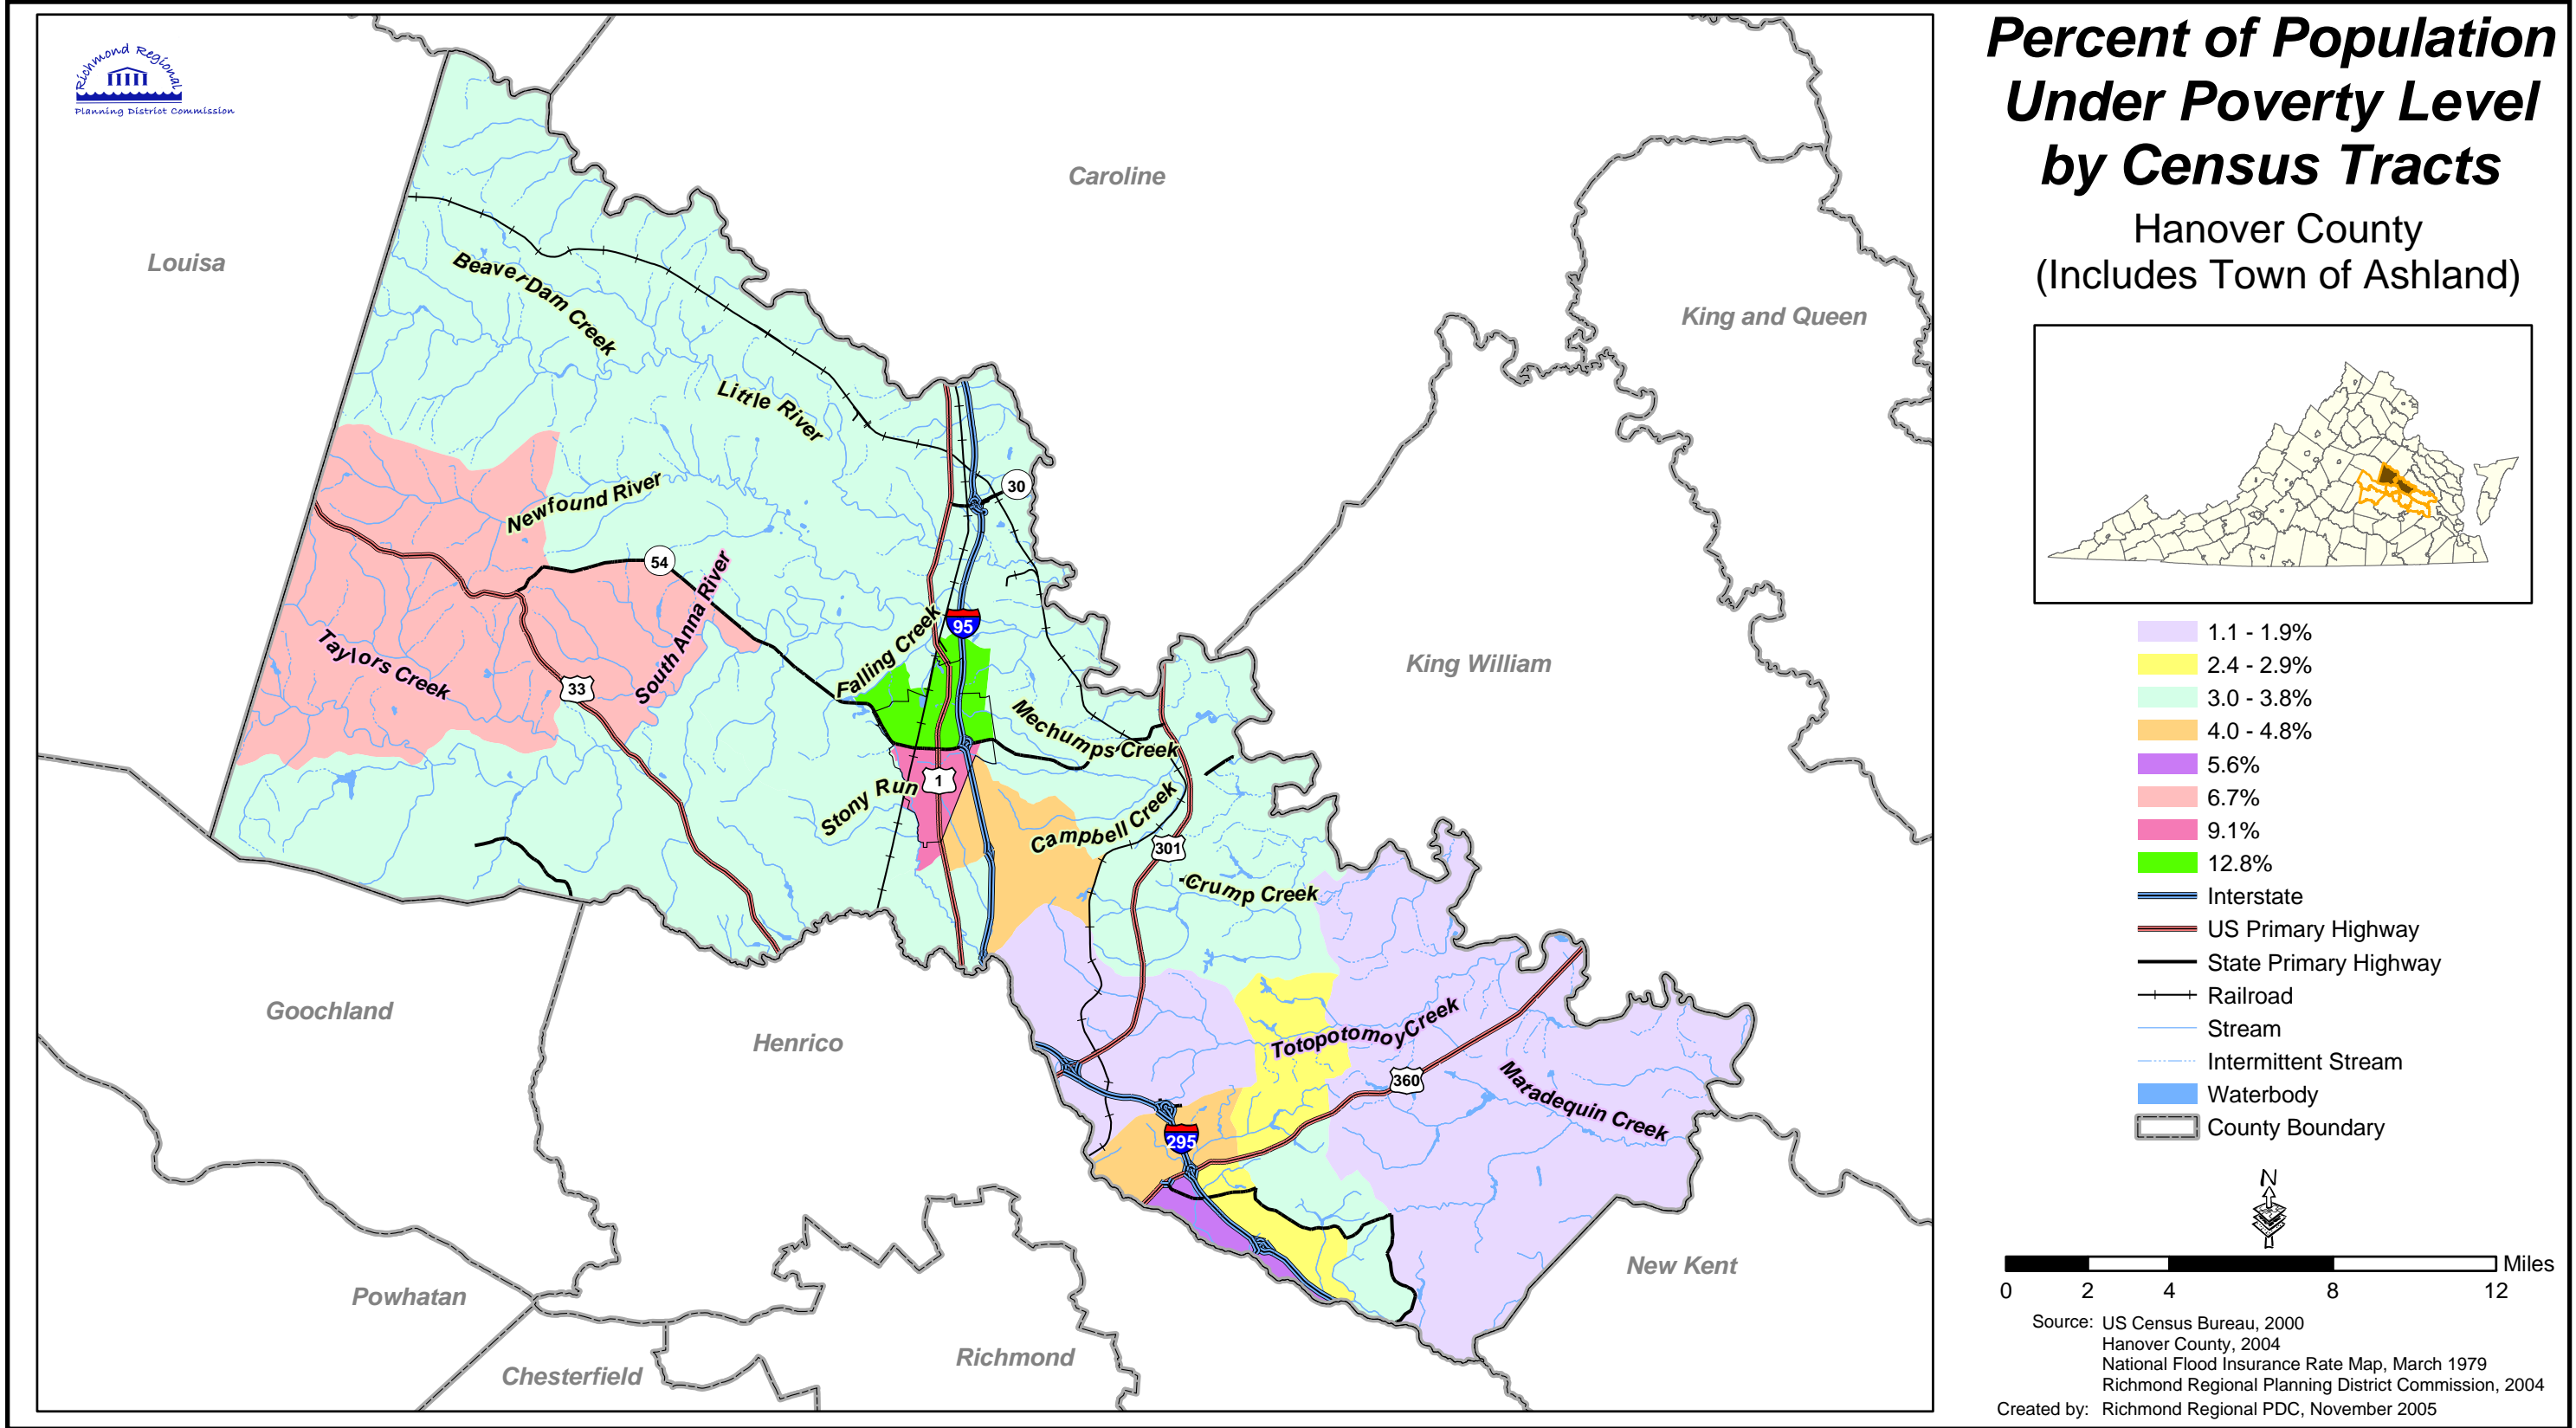 Richmond Regional
Planning District Commission
Percent of Population
Under Poverty Level
by Census Tracts
Hanover County
(Includes Town of Ashland)
Caroline
Louisa
King and Queen
King William
Goochland
Henrico
Powhatan
Chesterfield
Richmond
New Kent
Beaver Dam Creek
Little River
Newfound River
South Anna River
Taylors Creek
Falling Creek
Mechumps Creek
Stony Run
Campbell Creek
Crump Creek
Totopotomoy Creek
Matadequin Creek
30
54
95
33
1
301
360
295
1.1 - 1.9%
2.4 - 2.9%
3.0 - 3.8%
4.0 - 4.8%
5.6%
6.7%
9.1%
12.8%
Interstate
US Primary Highway
State Primary Highway
Railroad
Stream
Intermittent Stream
Waterbody
County Boundary
N
Miles
0 2 4 8 12
Source: US Census Bureau, 2000
Hanover County, 2004
National Flood Insurance Rate Map, March 1979
Richmond Regional Planning District Commission, 2004
Created by: Richmond Regional PDC, November 2005